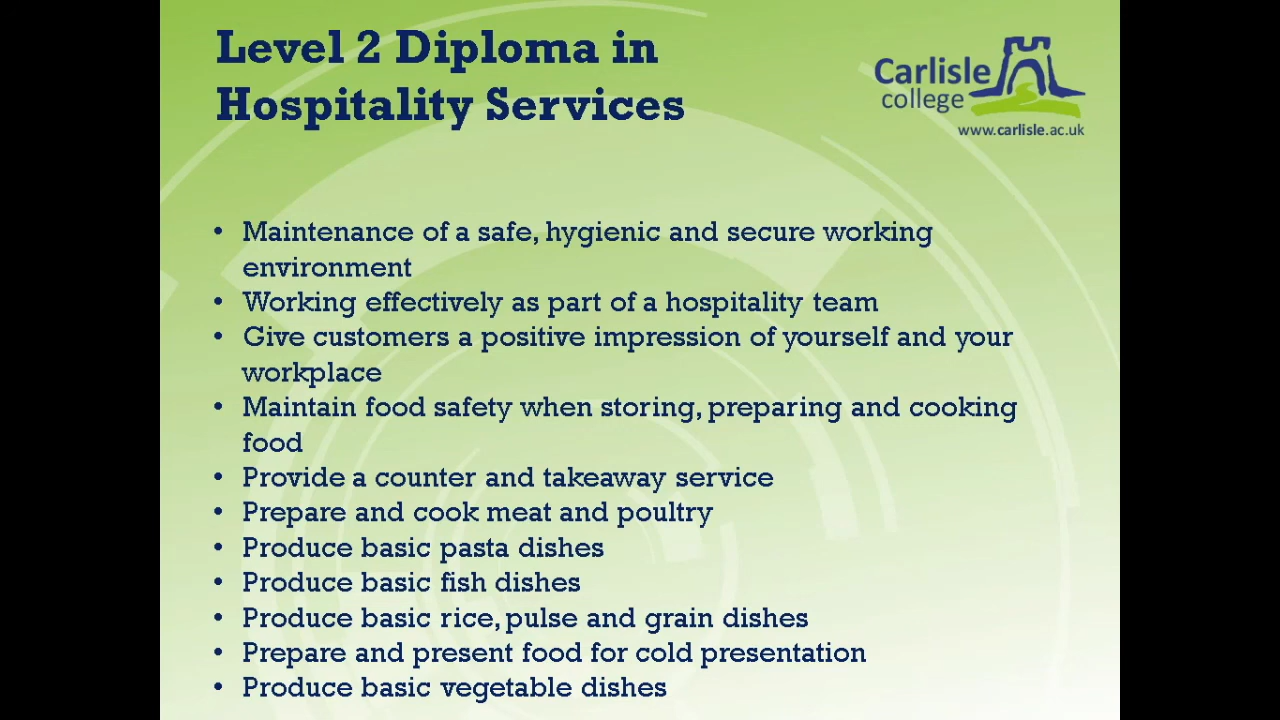 Level 2 Diploma in
Hospitality Services
Carlisle
college
www.carlisle.ac.uk
• Maintenance of a safe, hygienic and secure working
environment
• Working effectively as part of a hospitality team
• Give customers a positive impression of yourself and your
workplace
• Maintain food safety when storing, preparing and cooking
food
• Provide a counter and takeaway service
• Prepare and cook meat and poultry
• Produce basic pasta dishes
• Produce basic fish dishes
• Produce basic rice, pulse and grain dishes
• Prepare and present food for cold presentation
• Produce basic vegetable dishes